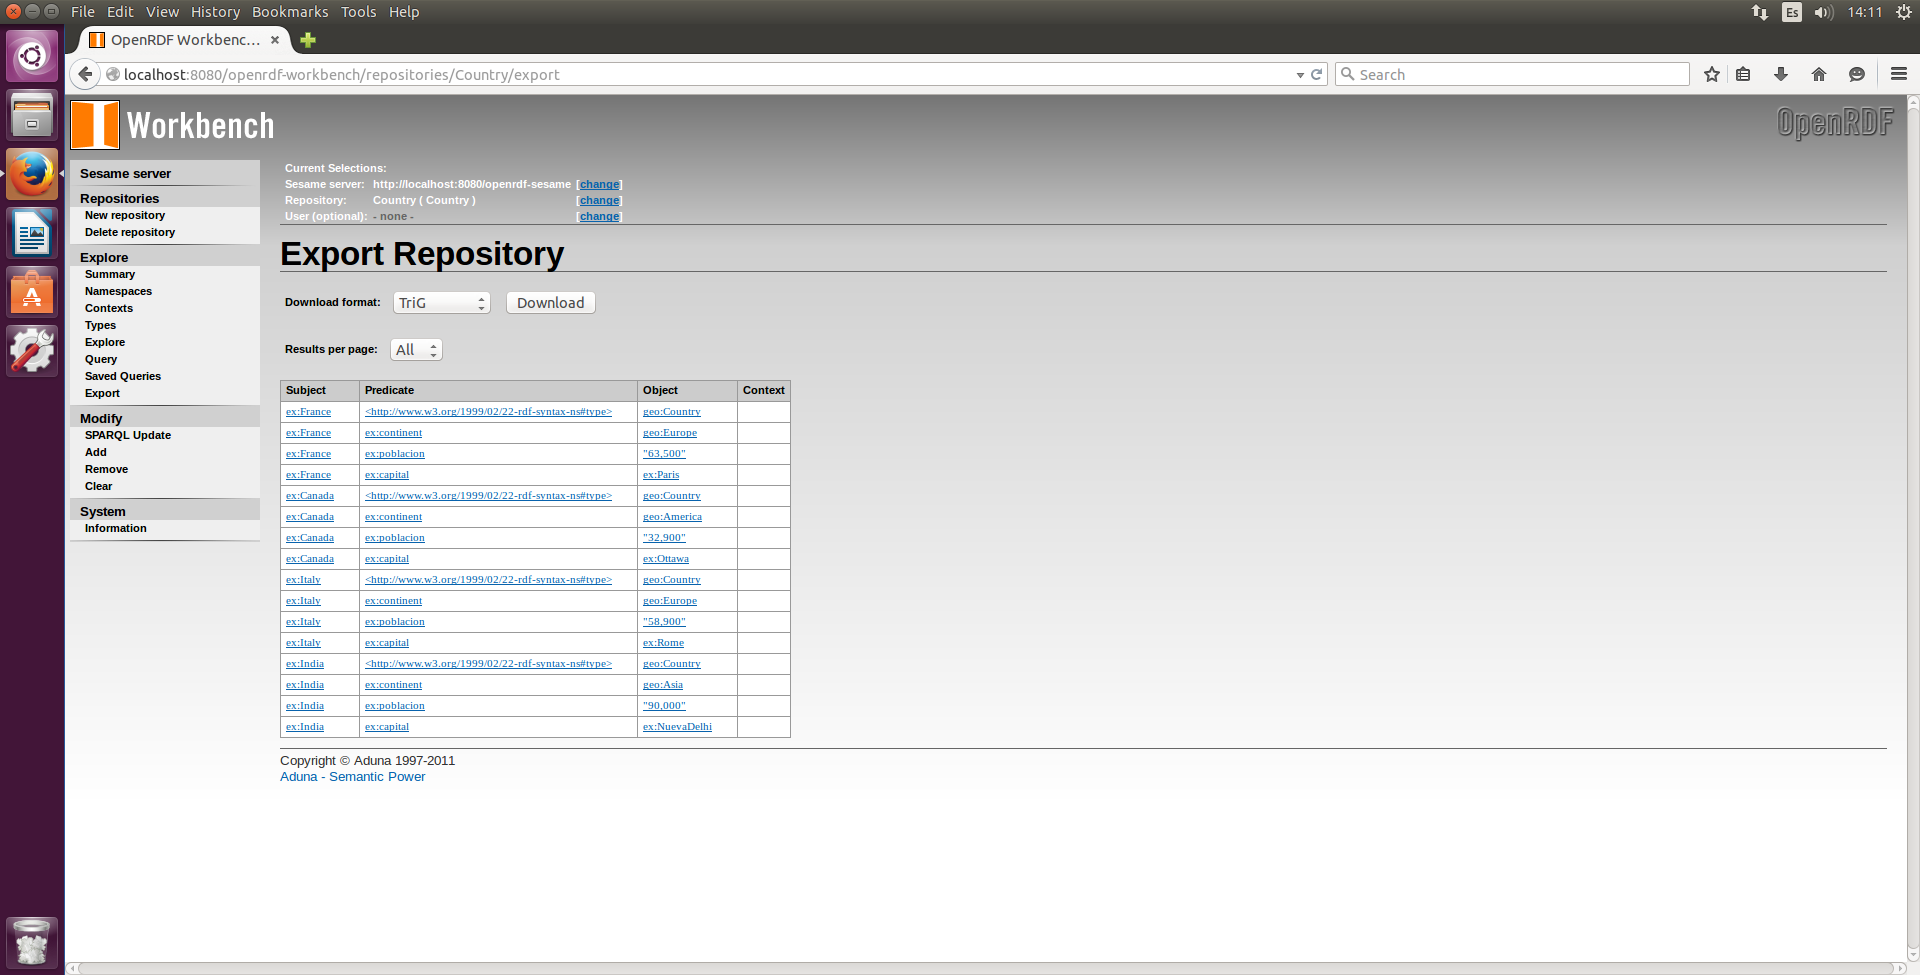 File Edit View History Bookmarks Tools Help
Es 14:11
OpenRDF Workbenc...
localhost:8080/openrdf-workbench/repositories/Country/export
Search
Workbench
OpenRDF
Sesame server
Repositories
New repository
Delete repository
Explore
Summary
Namespaces
Contexts
Types
Explore
Query
Saved Queries
Export
Modify
SPARQL Update
Add
Remove
Clear
System
Information
Current Selections:
Sesame server: http://localhost:8080/openrdf-sesame [change]
Repository: Country ( Country ) [change]
User (optional): - none - [change]
Export Repository
Download format: TriG Download
Results per page: All
Subject Predicate Object Context
ex:France <http://www.w3.org/1999/02/22-rdf-syntax-ns#type> geo:Country
ex:France ex:continent geo:Europe
ex:France ex:poblacion "63,500"
ex:France ex:capital ex:Paris
ex:Canada <http://www.w3.org/1999/02/22-rdf-syntax-ns#type> geo:Country
ex:Canada ex:continent geo:America
ex:Canada ex:poblacion "32,900"
ex:Canada ex:capital ex:Ottawa
ex:Italy <http://www.w3.org/1999/02/22-rdf-syntax-ns#type> geo:Country
ex:Italy ex:continent geo:Europe
ex:Italy ex:poblacion "58,900"
ex:Italy ex:capital ex:Rome
ex:India <http://www.w3.org/1999/02/22-rdf-syntax-ns#type> geo:Country
ex:India ex:continent geo:Asia
ex:India ex:poblacion "90,000"
ex:India ex:capital ex:NuevaDelhi
Copyright © Aduna 1997-2011
Aduna - Semantic Power